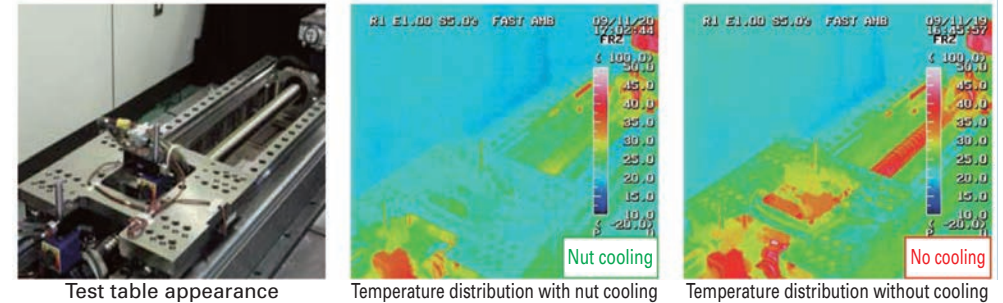 R1 E1.00 S5.0% FAST AMB 09/11/20
17:02:44
FRZ
( 100.0)
50.0
45.0
40.0
35.0
30.0
25.0
20.0
15.0
10.0
( -20.0)
Nut cooling
R1 E1.00 S5.0% FAST AMB 09/11/19
16:45:57
FRZ
( 100.0)
50.0
45.0
40.0
35.0
30.0
25.0
20.0
15.0
10.0
( -20.0)
No cooling
Test table appearance
Temperature distribution with nut cooling
Temperature distribution without cooling